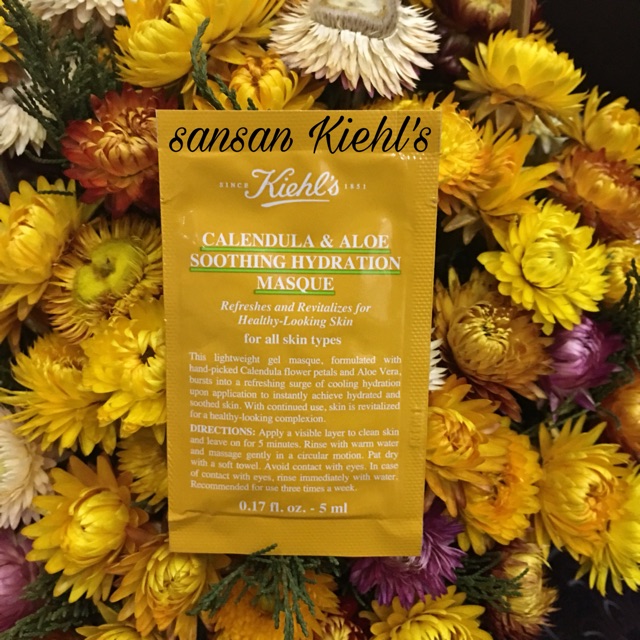 sansan Kiehl's
SINCE Kiehl's 1851
CALENDULA & ALOE
SOOTHING HYDRATION
MASQUE
Refreshes and Revitalizes for
Healthy-Looking Skin
for all skin types
This lightweight gel masque, formulated with
hand-picked Calendula flower petals and Aloe Vera,
bursts into a refreshing surge of cooling hydration
upon application to instantly achieve hydrated and
soothed skin. With continued use, skin is revitalized
for a healthy-looking complexion.
DIRECTIONS: Apply a visible layer to clean skin
and leave on for 5 minutes. Rinse with warm water
and massage gently in a circular motion. Pat dry
with a soft towel. Avoid contact with eyes. In case
of contact with eyes, rinse immediately with water.
Recommended for use three times a week.
0.17 fl. oz. - 5 ml